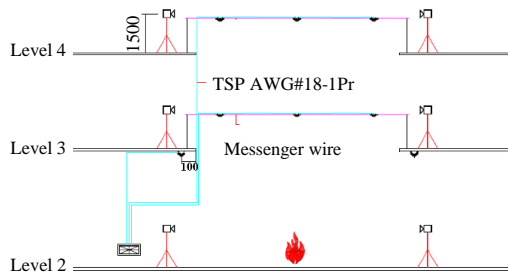 1500
Level 4
TSP AWG#18-1Pr
Level 3
Messenger wire
100
Level 2